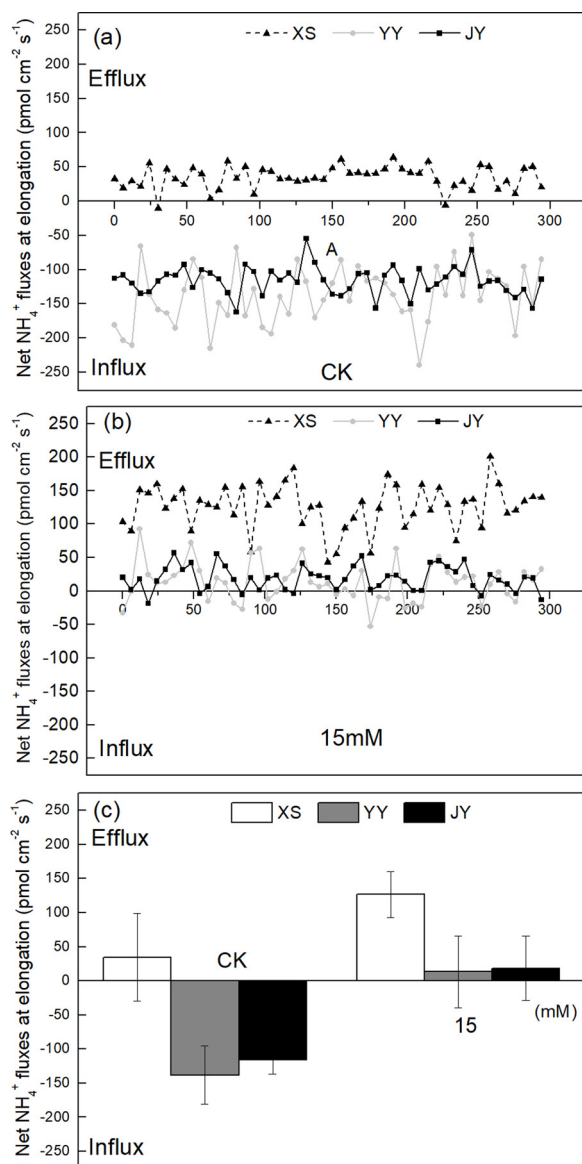 (a)
XS YY JY
Efflux
250
200
150
100
50
0
-50
-100
-150
-200
-250
0 50 100 150 200 250 300
A
Influx
CK
Net NH₄⁺ fluxes at elongation (pmol cm⁻² s⁻¹)
(b)
XS YY JY
Efflux
250
200
150
100
50
0
-50
-100
-150
-200
-250
0 50 100 150 200 250 300
Influx
15mM
Net NH₄⁺ fluxes at elongation (pmol cm⁻² s⁻¹)
(c)
XS YY JY
Efflux
250
200
150
100
50
0
-50
-100
-150
-200
-250
CK
15
(mM)
Influx
Net NH₄⁺ fluxes at elongation (pmol cm⁻² s⁻¹)